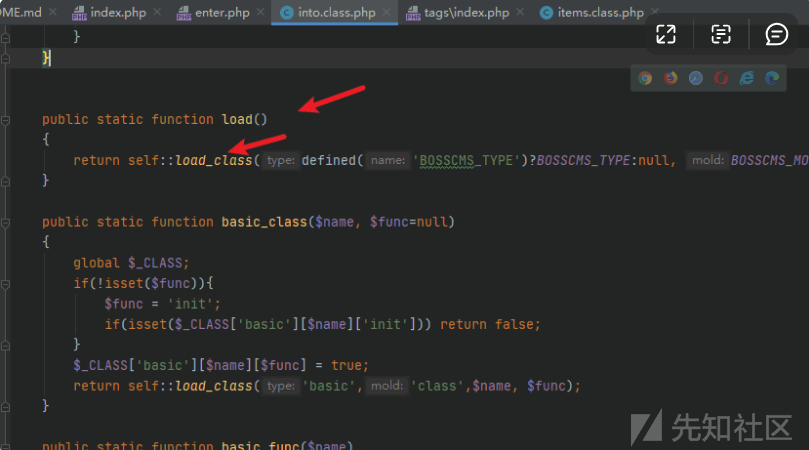 OME.md index.php enter.php into.class.php tags\index.php items.class.php
}
}
public static function load()
{
return self::load_class( type: defined( name: 'BOSSCMS_TYPE')?BOSSCMS_TYPE:null, mold: BOSSCMS_MO
}
public static function basic_class($name, $func=null)
{
global $_CLASS;
if(!isset($func)){
$func = 'init';
if(isset($_CLASS['basic'][$name]['init'])) return false;
}
$_CLASS['basic'][$name][$func] = true;
return self::load_class( type: 'basic', mold: 'class',$name, $func);
}
public static function basic_func($name)
先知社区